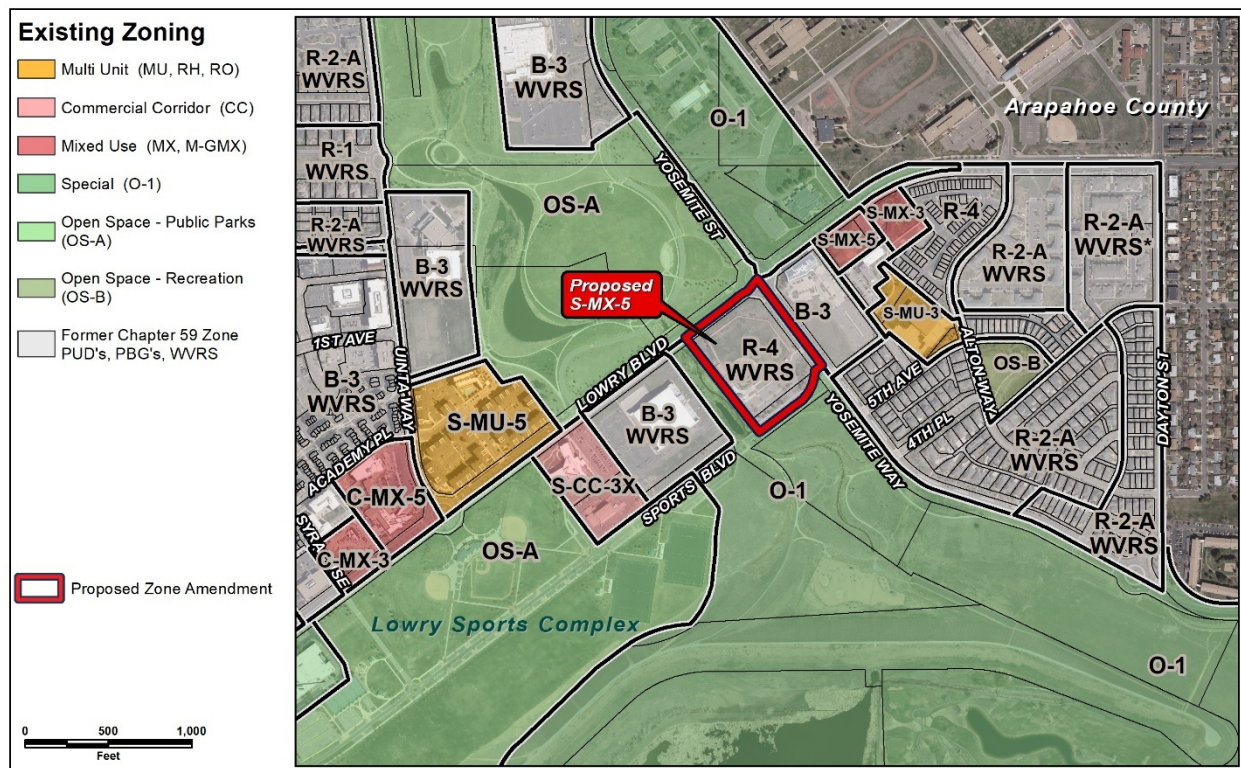 Existing Zoning
Multi Unit (MU, RH, RO)
Commercial Corridor (CC)
Mixed Use (MX, M-GMX)
Special (O-1)
Open Space - Public Parks
(OS-A)
Open Space - Recreation
(OS-B)
Former Chapter 59 Zone
PUD's, PBG's, WVRS
Proposed Zone Amendment
0 500 1,000
Feet
R-2-A
WVRS
B-3
WVRS
O-1
Arapahoe County
R-1
WVRS
YOSEMITE ST
OS-A
R-2-A
WVRS
S-MX-3
R-4
S-MX-5
R-2-A
WVRS
R-2-A
WVRS*
B-3
WVRS
Proposed
S-MX-5
B-3
S-MU-3
1ST AVE
UINTA WAY
LOWRY BLVD
R-4
WVRS
ALTON WAY
OS-B
DAYTON ST
B-3
WVRS
5TH AVE
4TH PL
B-3
WVRS
YOSEMITE WAY
S-MU-5
ACADEMY PL
R-2-A
WVRS
C-MX-5
S-CC-3X
SPORTS BLVD
O-1
R-2-A
WVRS
SYRACUSE
C-MX-3
OS-A
Lowry Sports Complex
O-1